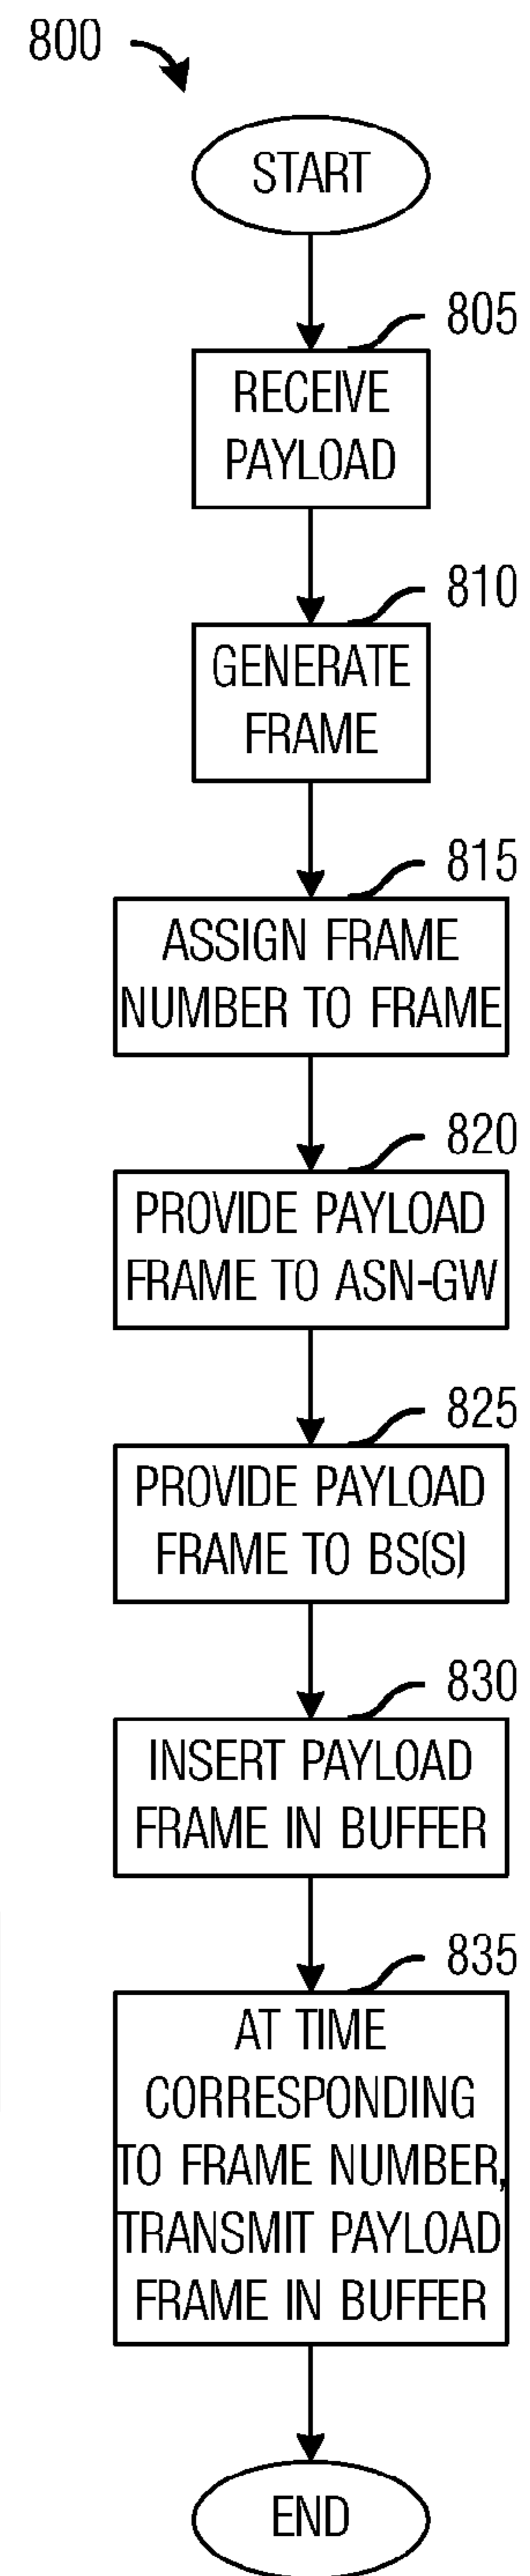 800
START
805
RECEIVE
PAYLOAD
810
GENERATE
FRAME
815
ASSIGN FRAME
NUMBER TO FRAME
820
PROVIDE PAYLOAD
FRAME TO ASN-GW
825
PROVIDE PAYLOAD
FRAME TO BS(S)
830
INSERT PAYLOAD
FRAME IN BUFFER
835
AT TIME
CORRESPONDING
TO FRAME NUMBER,
TRANSMIT PAYLOAD
FRAME IN BUFFER
END